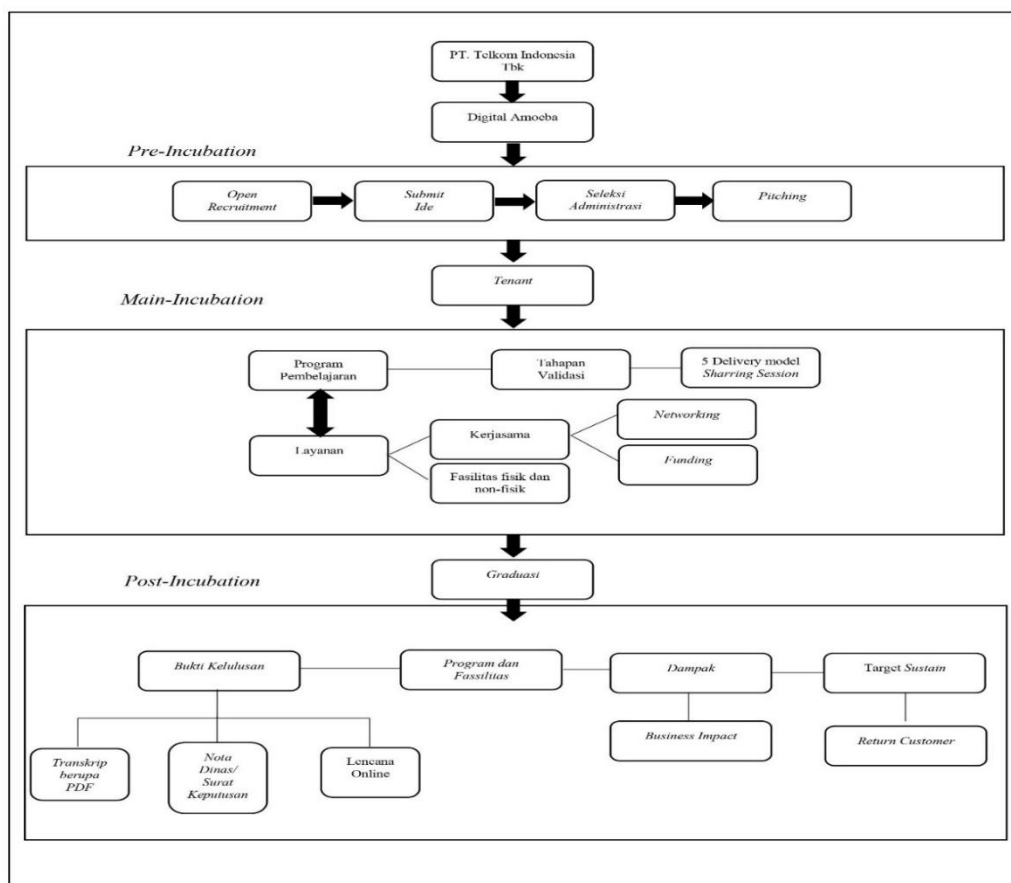 PT. Telkom Indonesia
Tbk
Digital Amoeba
Pre-Incubation
Open
Recruitment
Submit
Ide
Seleksi
Administrasi
Pitching
Tenant
Main-Incubation
Program
Pembelajaran
Tahapan
Validasi
5 Delivery model
Sharring Session
Layanan
Kerjasama
Fasilitas fisik dan
non-fisik
Networking
Funding
Graduasi
Post-Incubation
Bukti Kelulusan
Program dan
Fassilitas
Dampak
Target Sustain
Transkrip
berupa
PDF
Nota
Dinas/
Surat
Keputusan
Lencana
Online
Business Impact
Return Customer